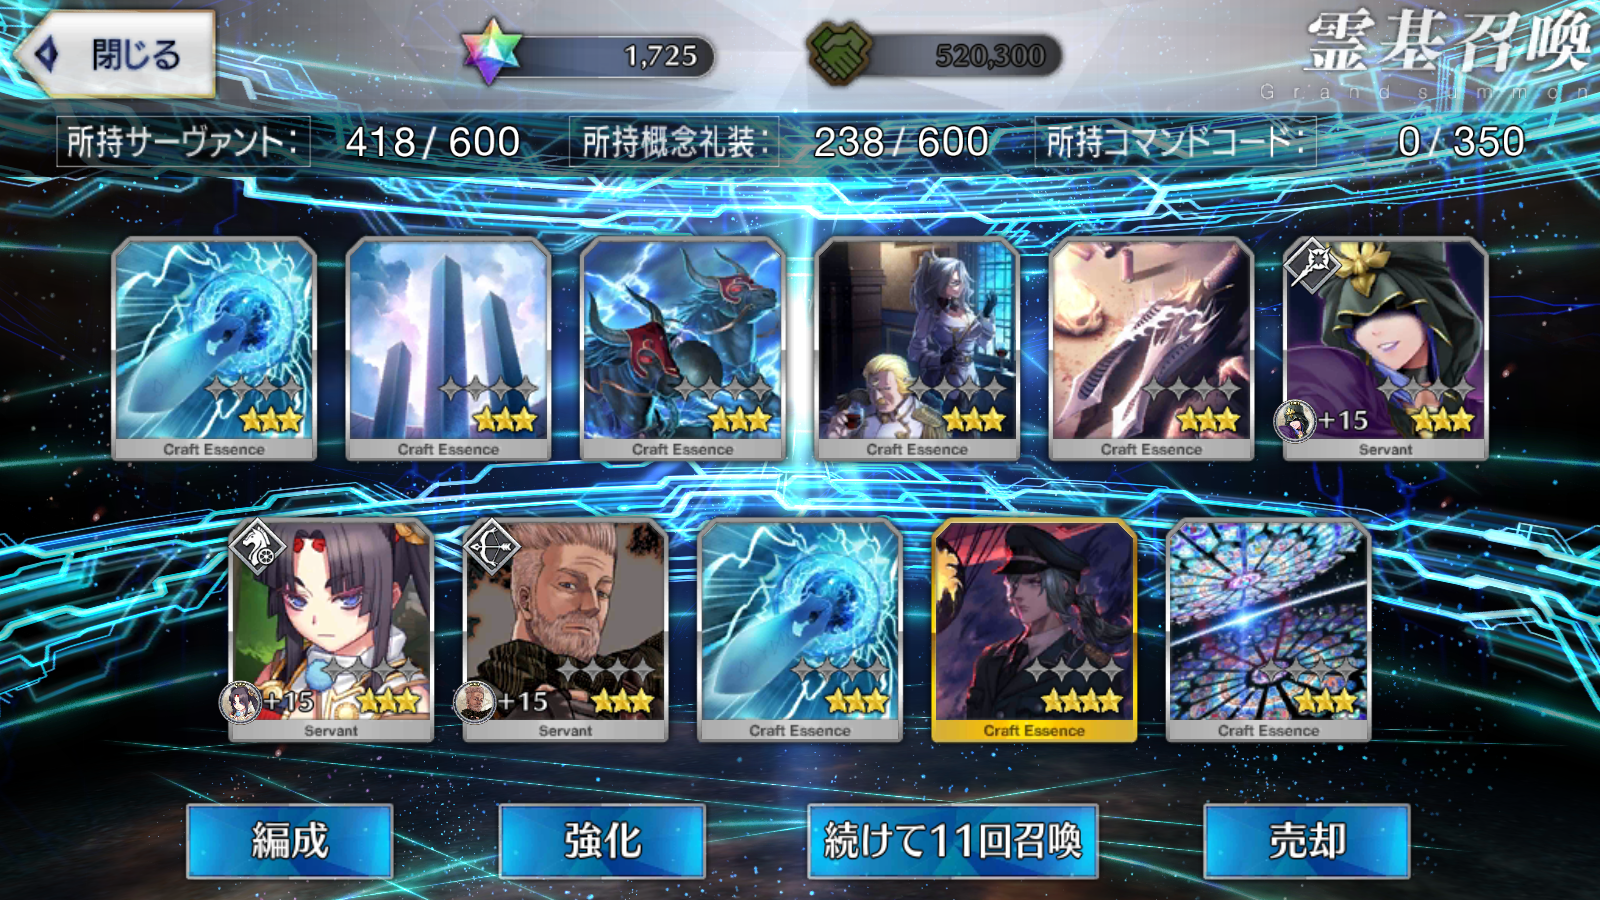 閉じる
1,725
520,300
霊基召喚
Grand summon
所持サーヴァント: 418 / 600
所持概念礼装: 238 / 600
所持コマンドコード: 0 / 350
+15
Craft Essence
Craft Essence
Craft Essence
Craft Essence
Craft Essence
Servant
+15
+15
Servant
Servant
Craft Essence
Craft Essence
Craft Essence
編成
強化
続けて11回召喚
売却